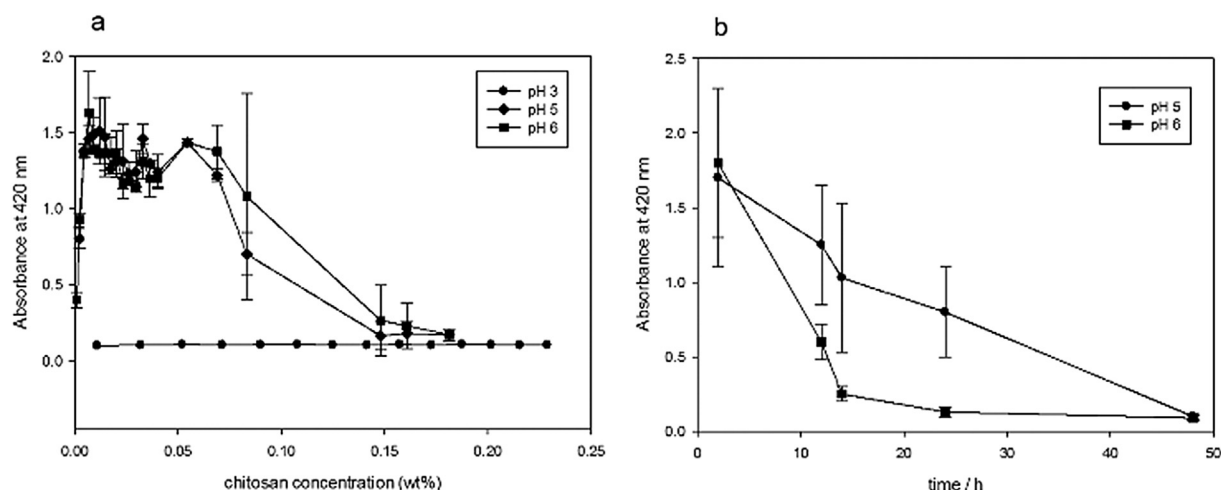 a
2.0
1.5
1.0
0.5
0.0
Absorbance at 420 nm
pH 3
pH 5
pH 6
0.00 0.05 0.10 0.15 0.20 0.25
chitosan concentration (wt%)
b
2.5
2.0
1.5
1.0
0.5
0.0
Absorbance at 420 nm
pH 5
pH 6
0 10 20 30 40 50
time / h